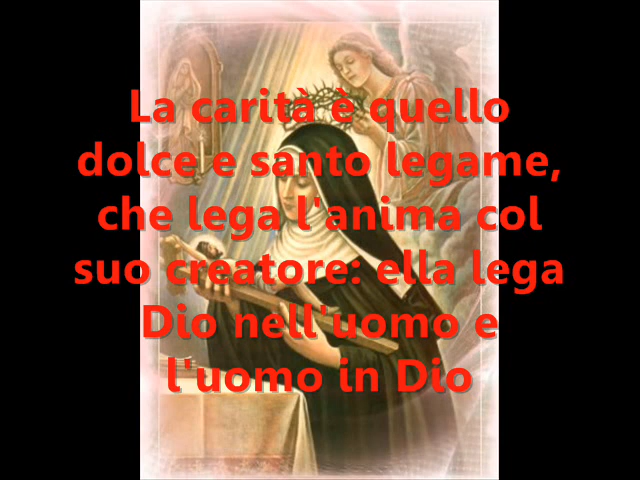 La carità è quello
dolce e santo legame,
che lega l'anima col
suo creatore: ella lega
Dio nell'uomo e
l'uomo in Dio